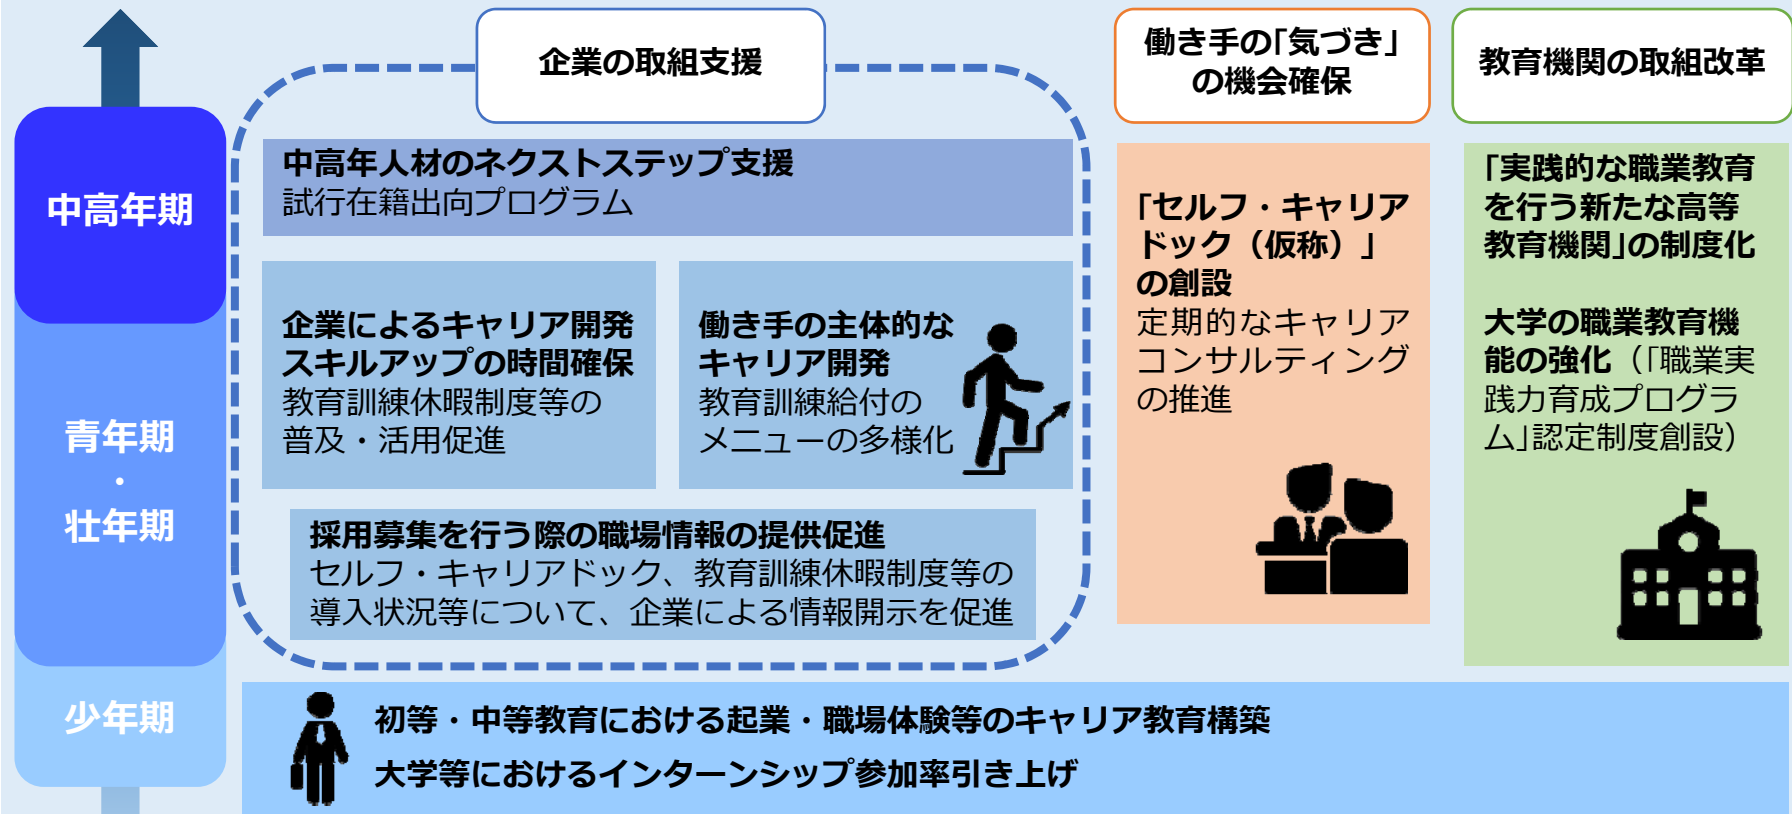 企業の取組支援
働き手の「気づき」
の機会確保
教育機関の取組改革
中高年期
青年期
・
壮年期
少年期
中高年人材のネクストステップ支援
試行在籍出向プログラム
企業によるキャリア開発
スキルアップの時間確保
教育訓練休暇制度等の
普及・活用促進
働き手の主体的な
キャリア開発
教育訓練給付の
メニューの多様化
採用募集を行う際の職場情報の提供促進
セルフ・キャリアドック、教育訓練休暇制度等の
導入状況等について、企業による情報開示を促進
「セルフ・キャリア
ドック（仮称）」
の創設
定期的なキャリア
コンサルティング
の推進
「実践的な職業教育
を行う新たな高等
教育機関」の制度化
大学の職業教育機
能の強化（「職業実
践力育成プログラ
ム」認定制度創設）
初等・中等教育における起業・職場体験等のキャリア教育構築
大学等におけるインターンシップ参加率引き上げ